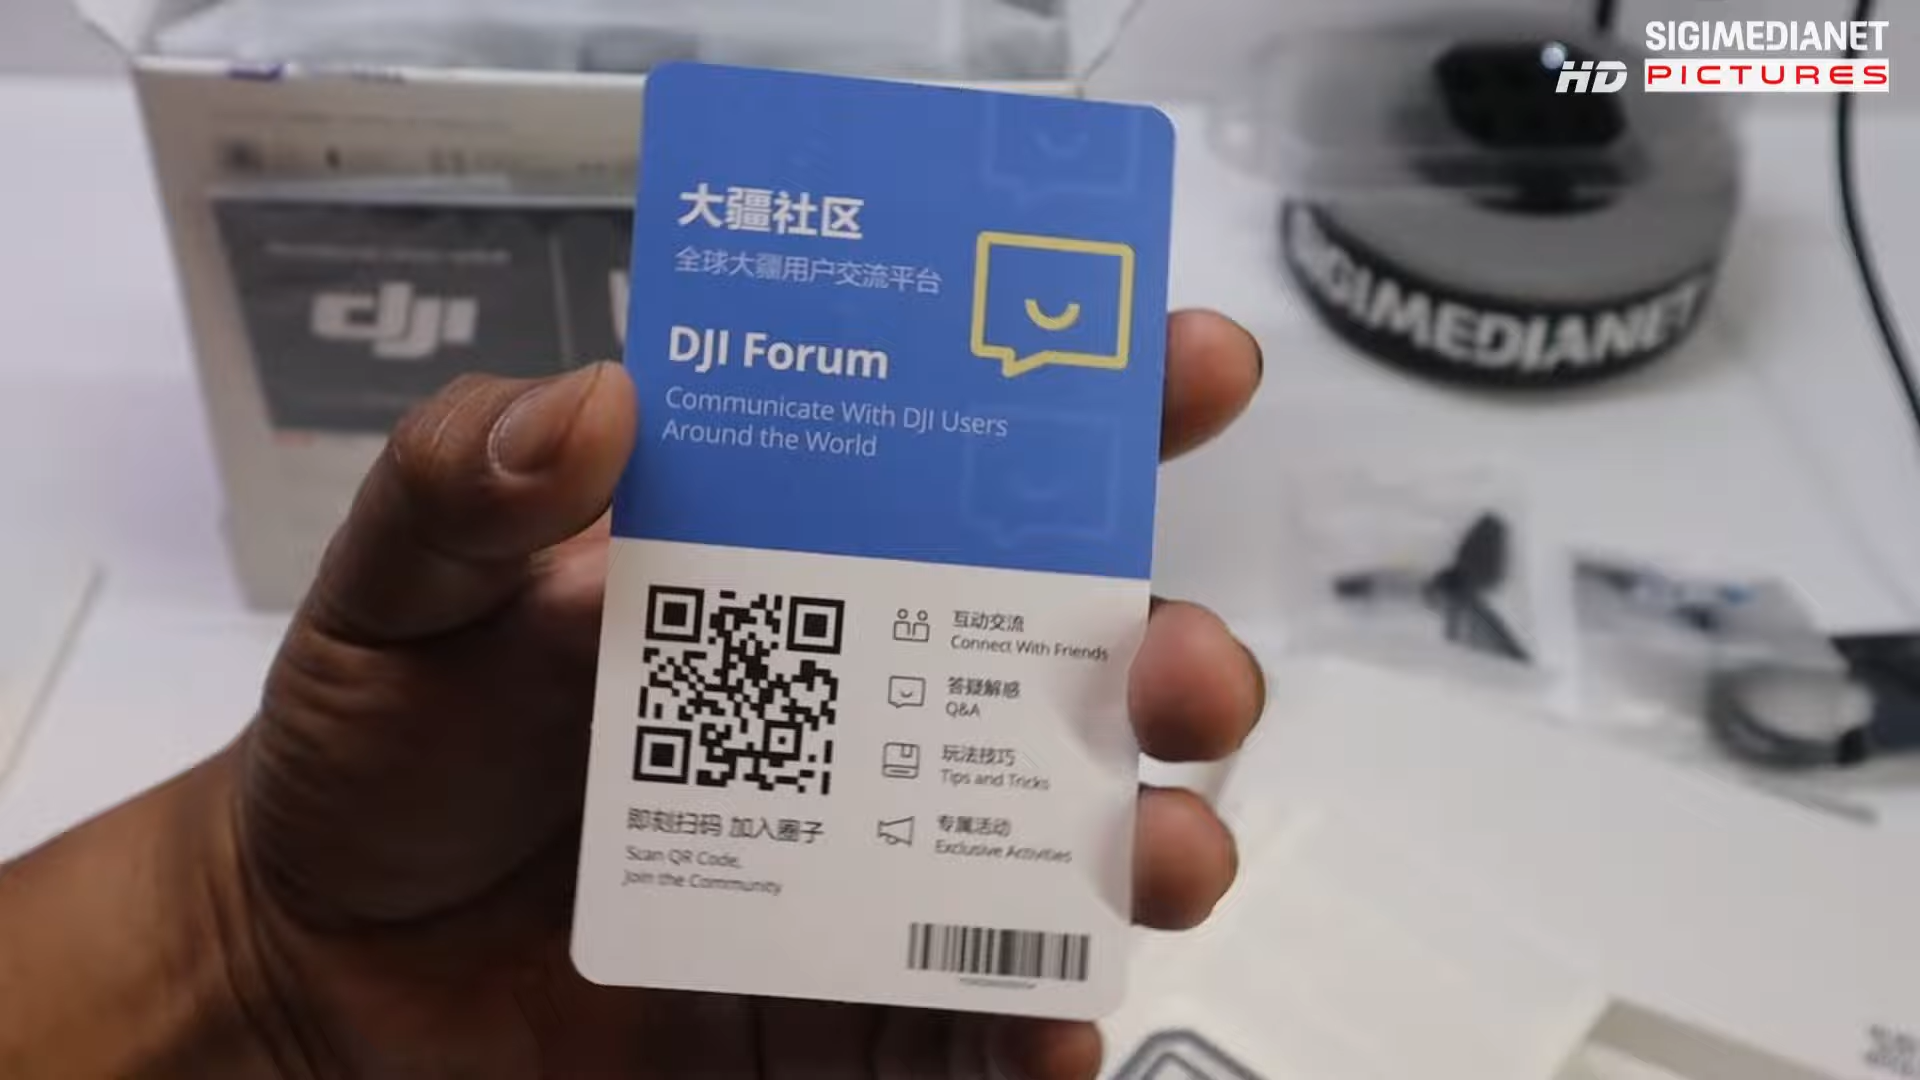 SIGIMEDIANET
HD PICTURES
大疆社区
全球大疆用户交流平台
DJI Forum
Communicate With DJI Users
Around the World
dji
SIGIMEDIANET
互动交流
Connect With Friends
答疑解惑
Q&A
玩法技巧
Tips and Tricks
专属活动
Exclusive Activities
即刻扫码 加入圈子
Scan QR Code,
Join the Community